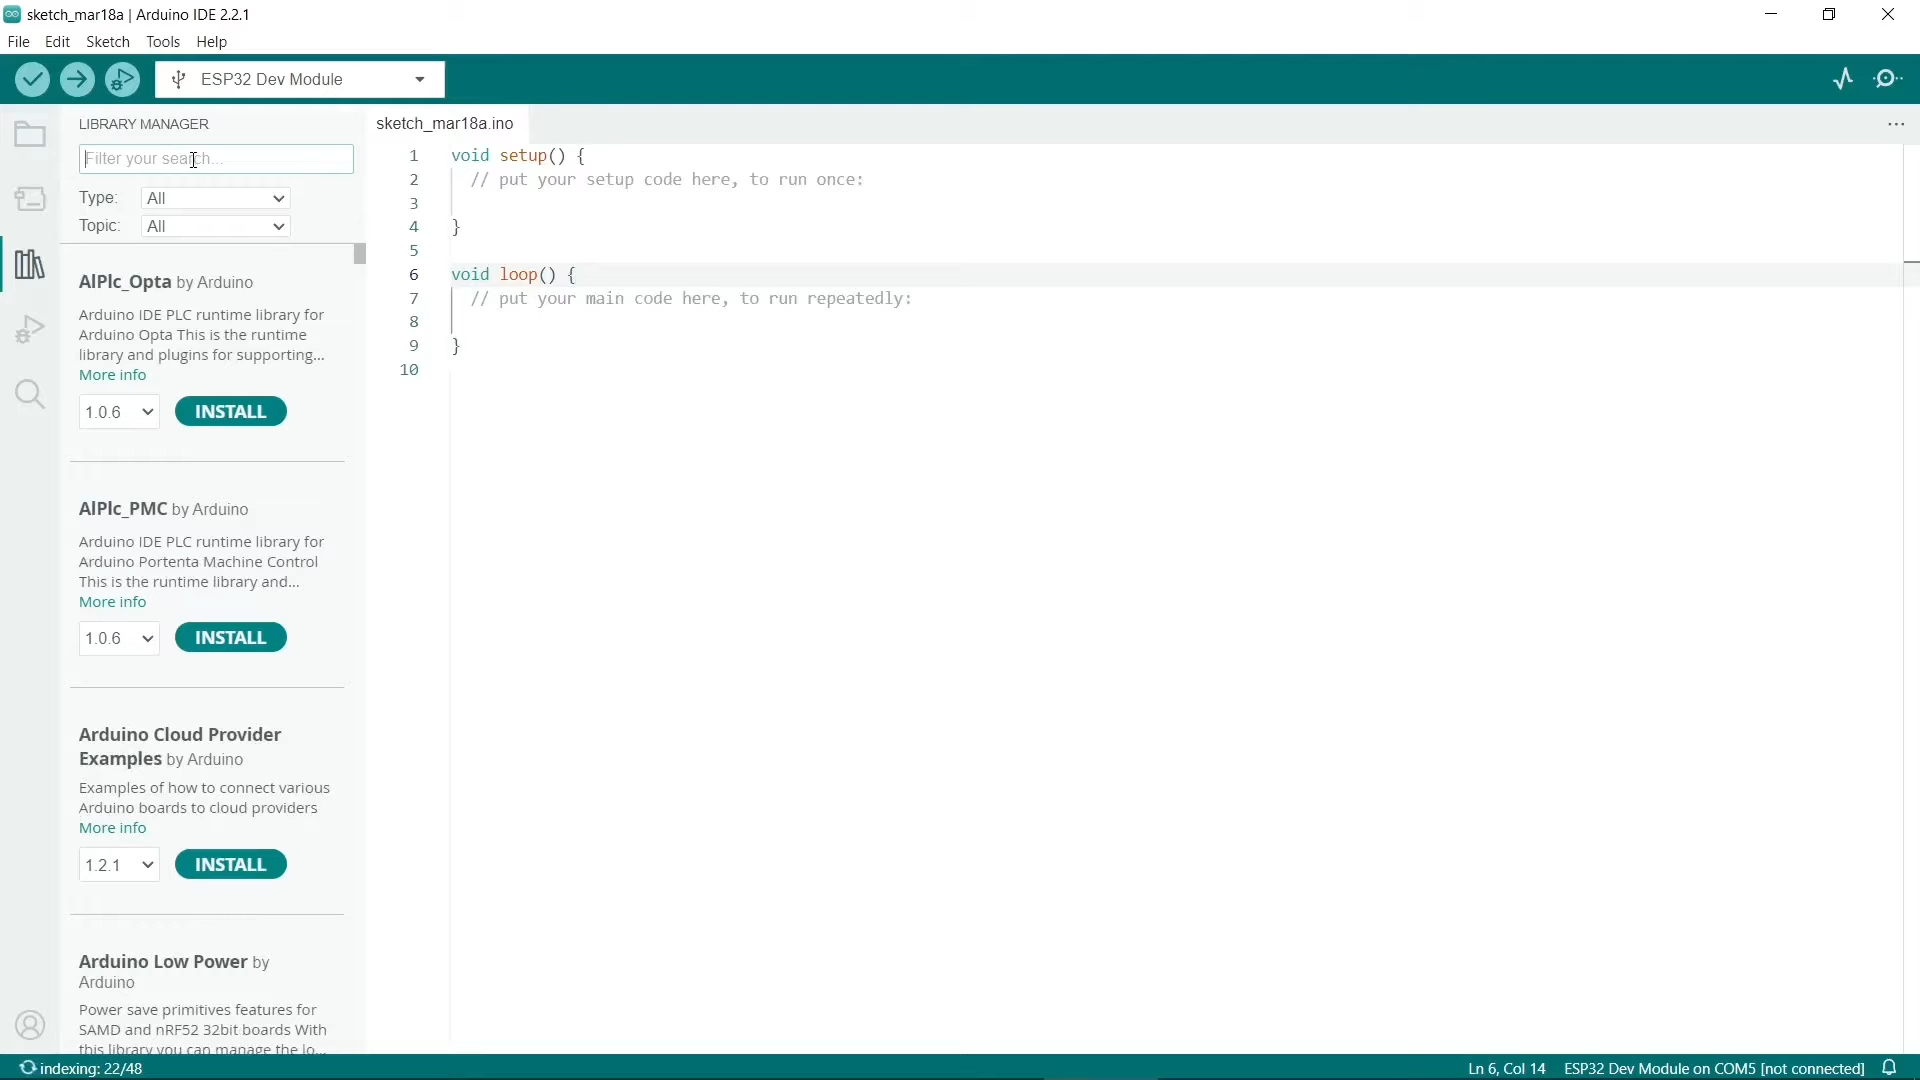 sketch_mar18a | Arduino IDE 2.2.1
File Edit Sketch Tools Help
ESP32 Dev Module
LIBRARY MANAGER
Filter your search...
Type: All
Topic: All
AlPlc_Opta by Arduino
Arduino IDE PLC runtime library for
Arduino Opta This is the runtime
library and plugins for supporting...
More info
1.0.6 INSTALL
AlPlc_PMC by Arduino
Arduino IDE PLC runtime library for
Arduino Portenta Machine Control
This is the runtime library and...
More info
1.0.6 INSTALL
Arduino Cloud Provider
Examples by Arduino
Examples of how to connect various
Arduino boards to cloud providers
More info
1.2.1 INSTALL
Arduino Low Power by
Arduino
Power save primitives features for
SAMD and nRF52 32bit boards With
this library you can manage the lo...
sketch_mar18a.ino
1 void setup() {
2 // put your setup code here, to run once:
3
4 }
5
6 void loop() {
7 // put your main code here, to run repeatedly:
8
9 }
10
indexing: 22/48
Ln 6, Col 14 ESP32 Dev Module on COM5 [not connected]